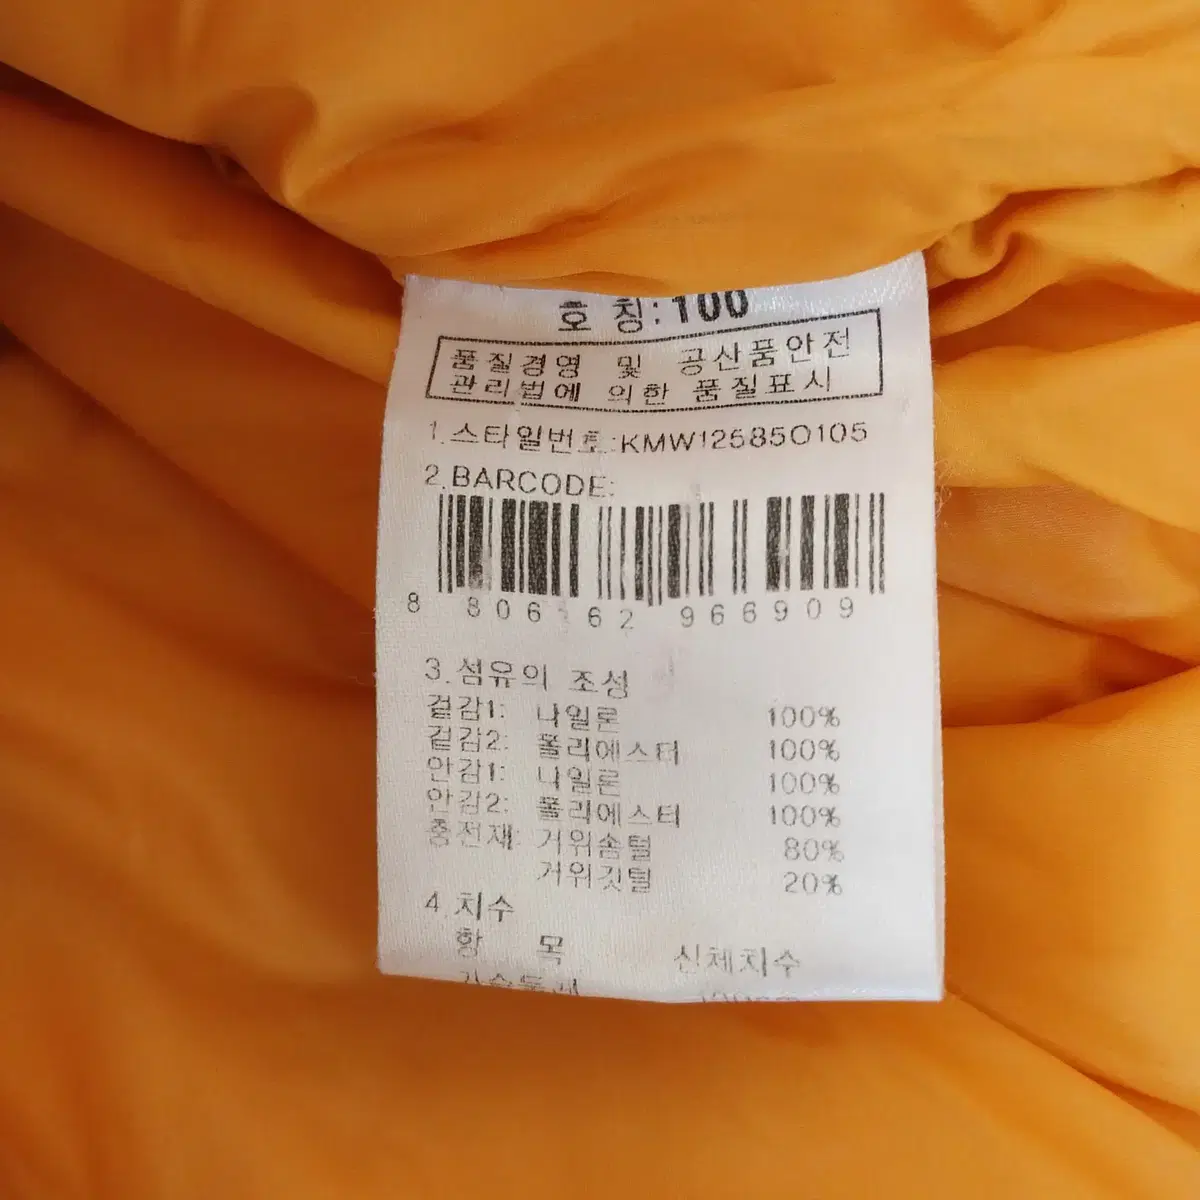 호 칭:100
품질경영 및 공산품안전
관리법에 의한 품질표시
1.스타일번호:KMW12585O105
2.BARCODE:
8 806 62 966909
3.섬유의 조성
겉감1: 나일론 100%
겉감2: 폴리에스터 100%
안감1: 나일론 100%
안감2: 폴리에스터 100%
충전재: 거위솜털 80%
거위깃털 20%
4.치수
항 목 신체치수
가슴둘레